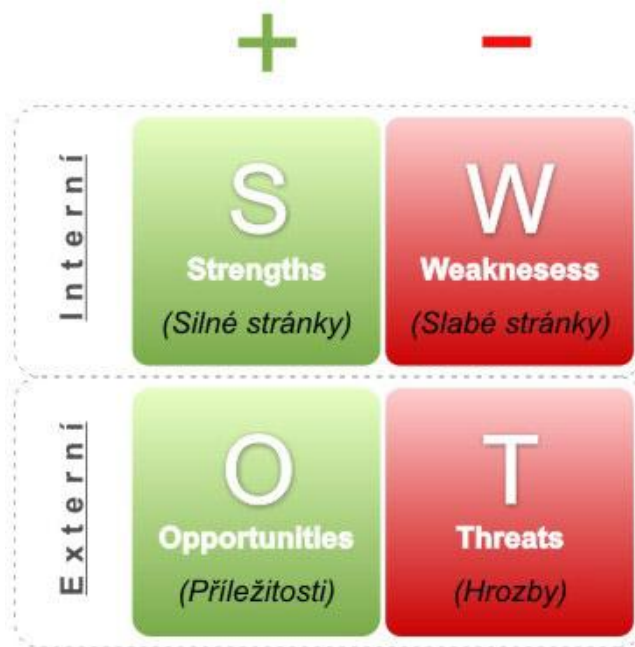 + −
Interní
S
Strengths
(Silné stránky)
W
Weaknesess
(Slabé stránky)
Externí
O
Opportunities
(Příležitosti)
T
Threats
(Hrozby)